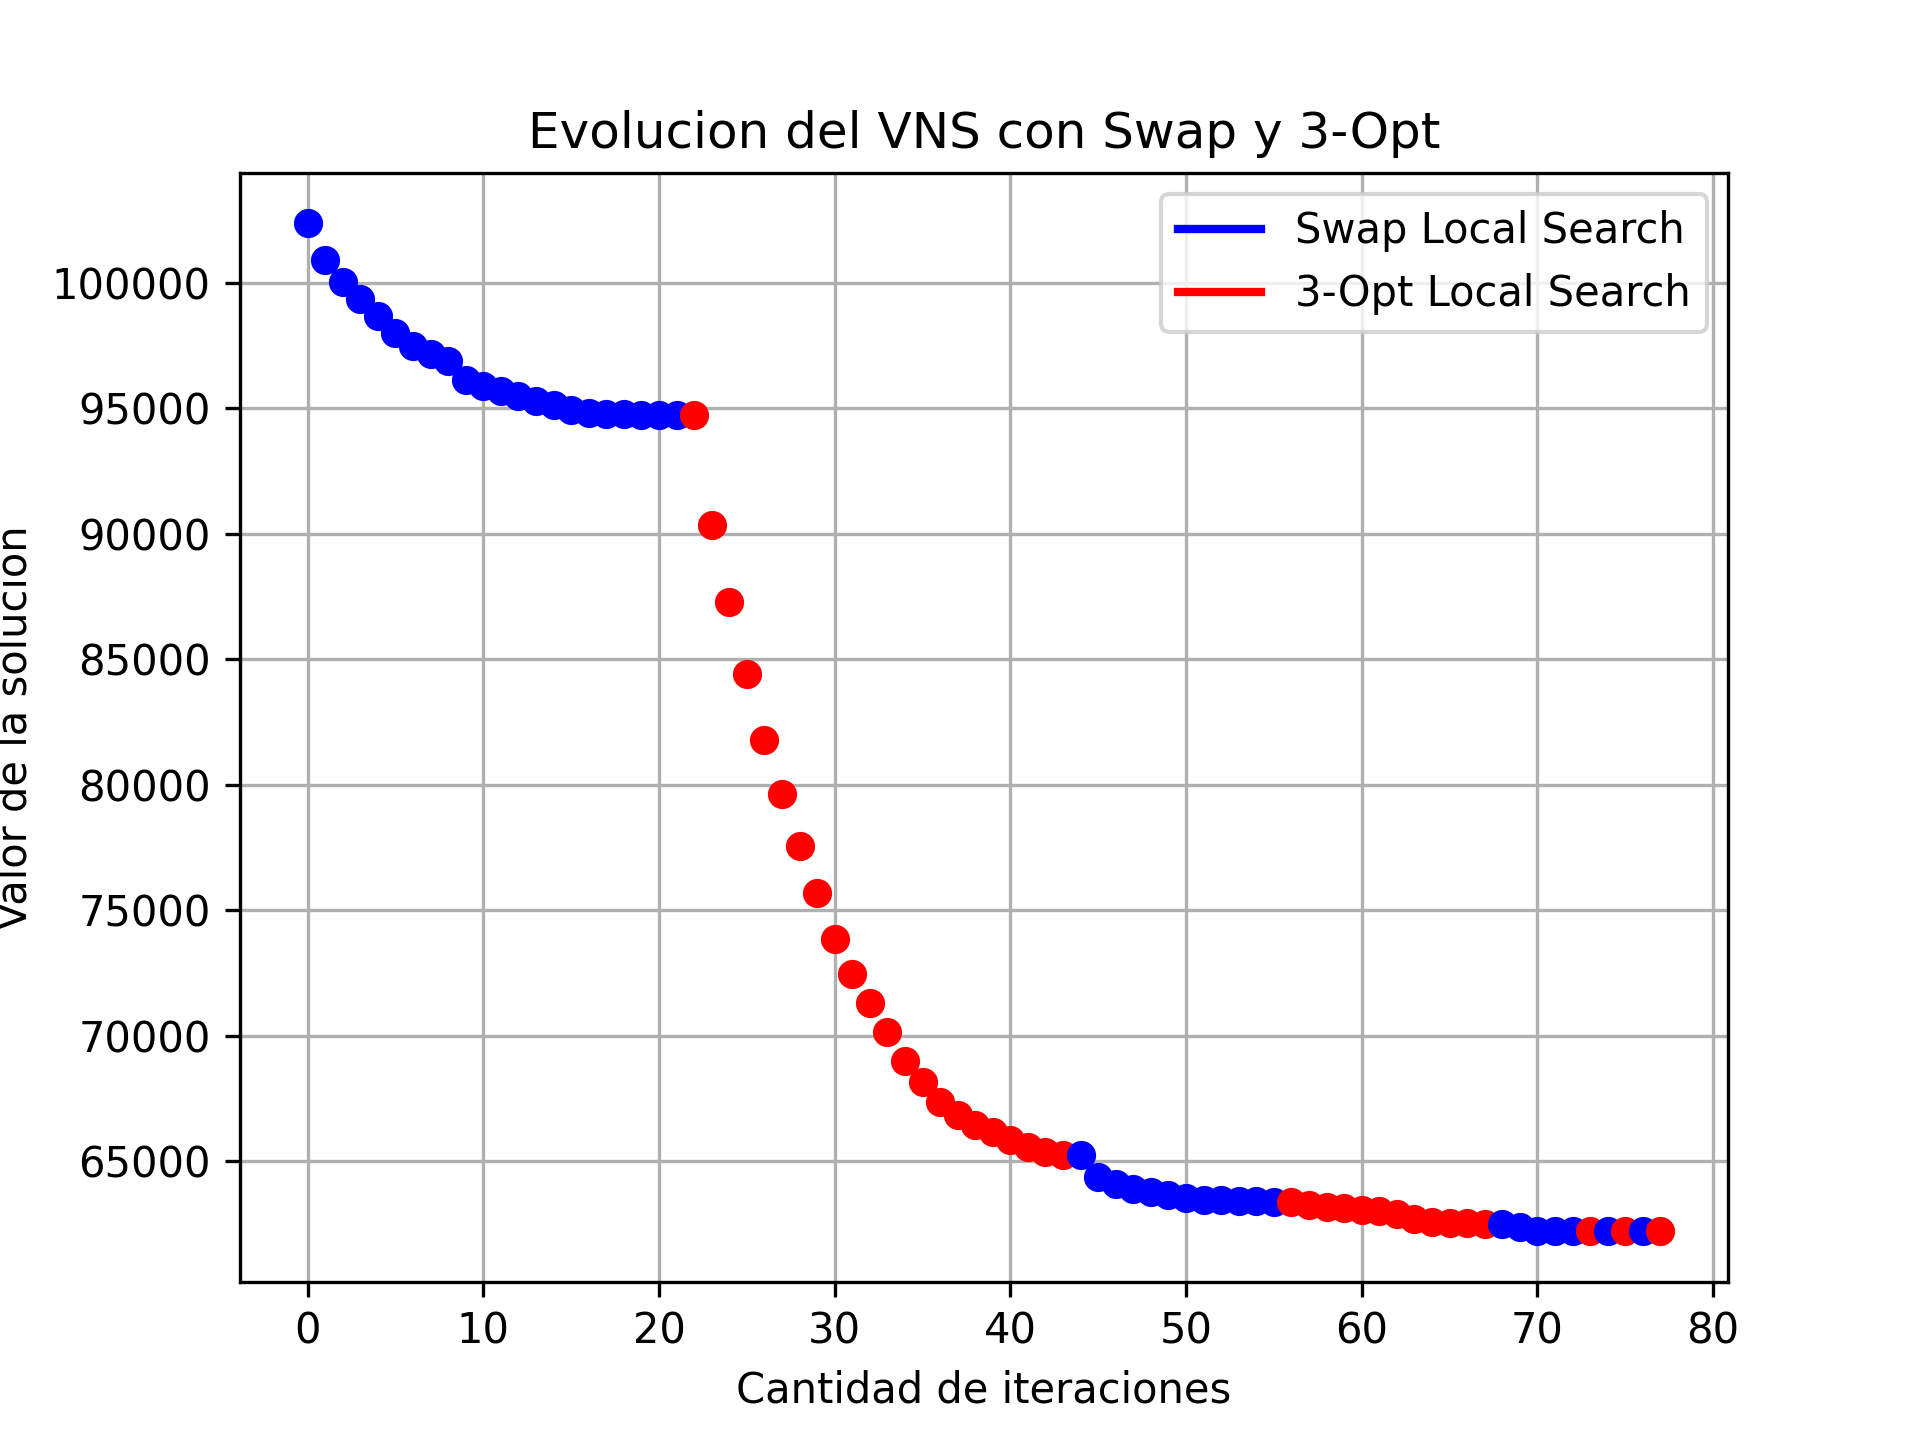 Evolucion del VNS con Swap y 3-Opt
Swap Local Search
3-Opt Local Search
100000
95000
90000
85000
80000
75000
70000
65000
Valor de la solucion
0 10 20 30 40 50 60 70 80
Cantidad de iteraciones